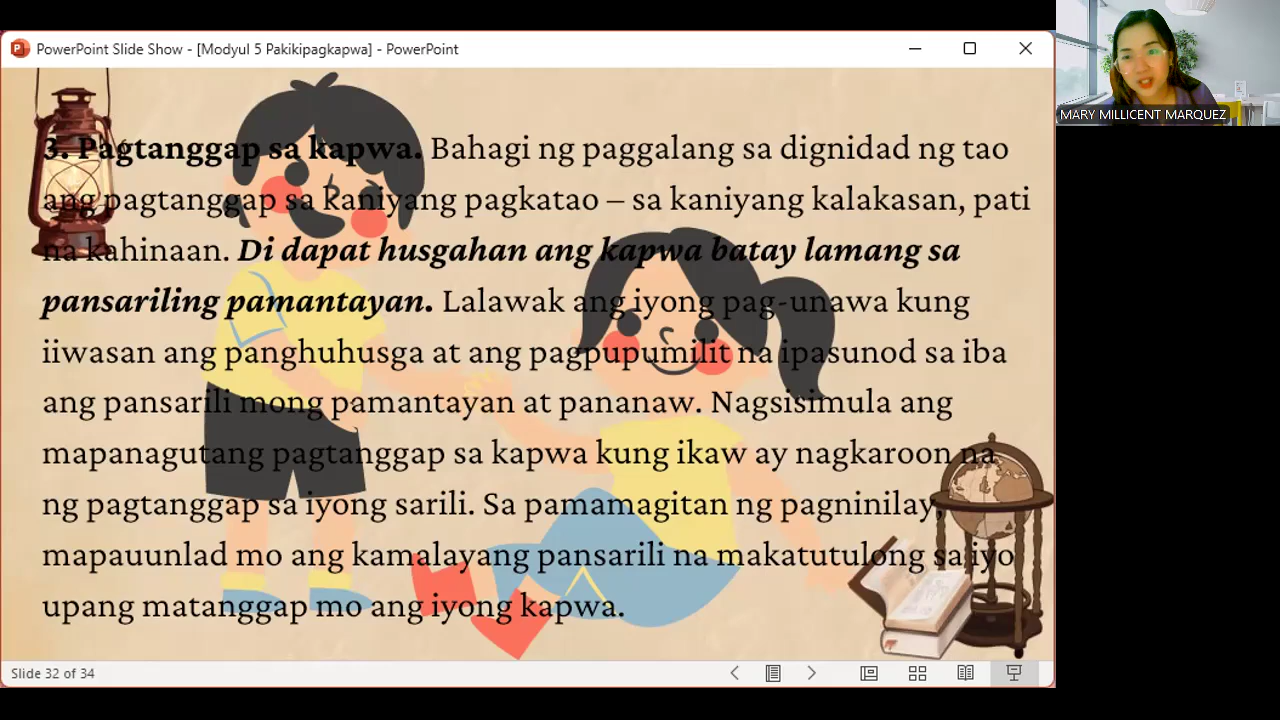 PowerPoint Slide Show - [Modyul 5 Pakikipagkapwa] - PowerPoint
MARY MILLICENT MARQUEZ
3. Pagtanggap sa kapwa. Bahagi ng paggalang sa dignidad ng tao
ang pagtanggap sa kaniyang pagkatao – sa kaniyang kalakasan, pati
na kahinaan. Di dapat husgahan ang kapwa batay lamang sa
pansariling pamantayan. Lalawak ang iyong pag-unawa kung
iiwasan ang panghuhusga at ang pagpupumilit na ipasunod sa iba
ang pansarili mong pamantayan at pananaw. Nagsisimula ang
mapanagutang pagtanggap sa kapwa kung ikaw ay nagkaroon na
ng pagtanggap sa iyong sarili. Sa pamamagitan ng pagninilay,
mapauunlad mo ang kamalayang pansarili na makatutulong sa iyo
upang matanggap mo ang iyong kapwa.
Slide 32 of 34